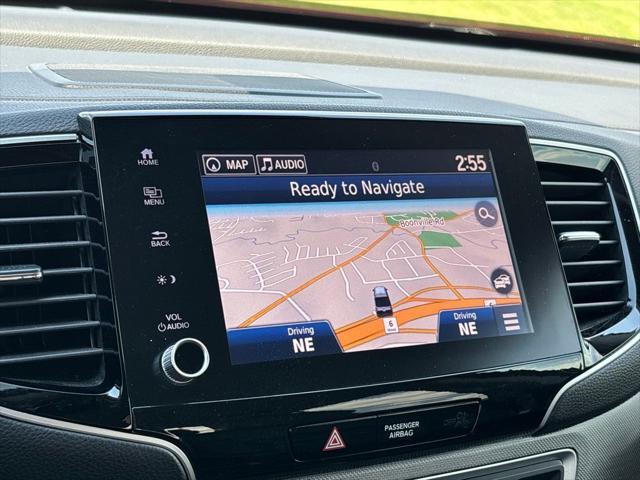 HOME
MAP
AUDIO
2:55
Ready to Navigate
MENU
BACK
VOL
AUDIO
Boonville Rd
6
6
Driving
NE
Driving
NE
PASSENGER
AIRBAG